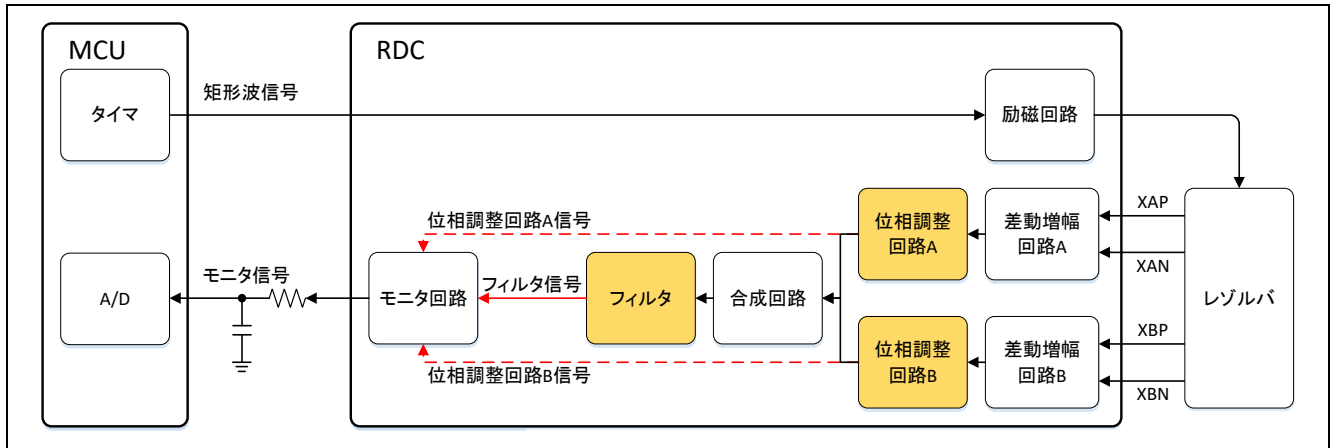 MCU
RDC
タイマ
矩形波信号
励磁回路
位相調整回路A信号
位相調整
回路A
差動増幅
回路A
XAP
XAN
A/D
モニタ信号
モニタ回路
フィルタ信号
フィルタ
合成回路
レゾルバ
位相調整回路B信号
位相調整
回路B
差動増幅
回路B
XBP
XBN